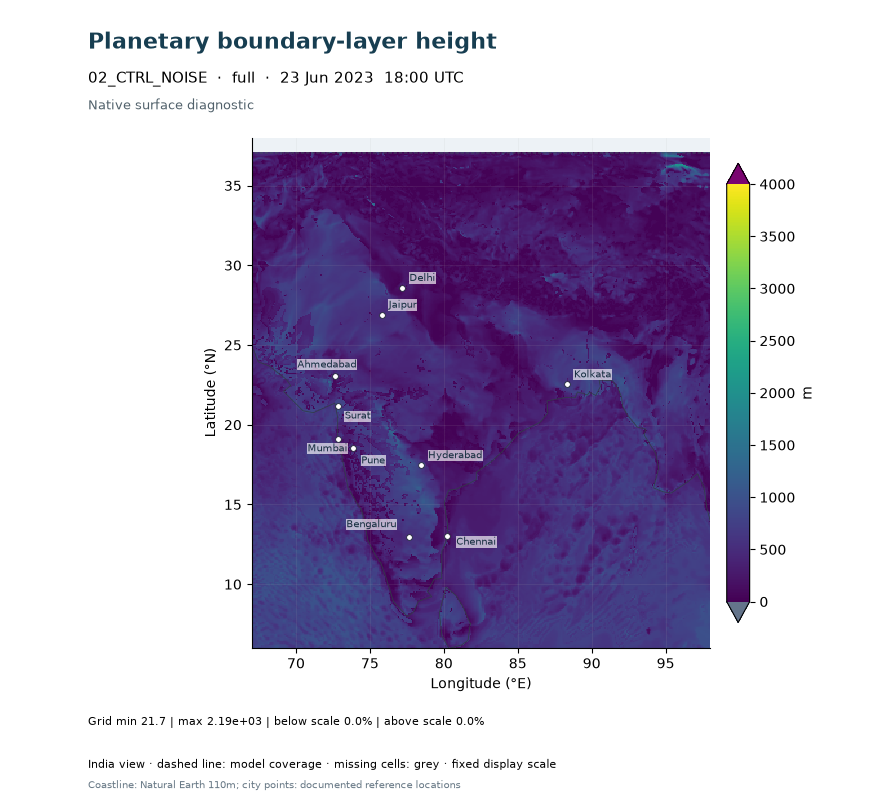 Planetary boundary-layer height
02_CTRL_NOISE · full · 23 Jun 2023 18:00 UTC
Native surface diagnostic
35
30
25
20
15
10
Latitude (°N)
Delhi
Jaipur
Ahmedabad
Kolkata
Surat
Mumbai
Pune
Hyderabad
Bengaluru
Chennai
70 75 80 85 90 95
Longitude (°E)
4000
3500
3000
2500
2000
1500
1000
500
0
m
Grid min 21.7 | max 2.19e+03 | below scale 0.0% | above scale 0.0%
India view · dashed line: model coverage · missing cells: grey · fixed display scale
Coastline: Natural Earth 110m; city points: documented reference locations